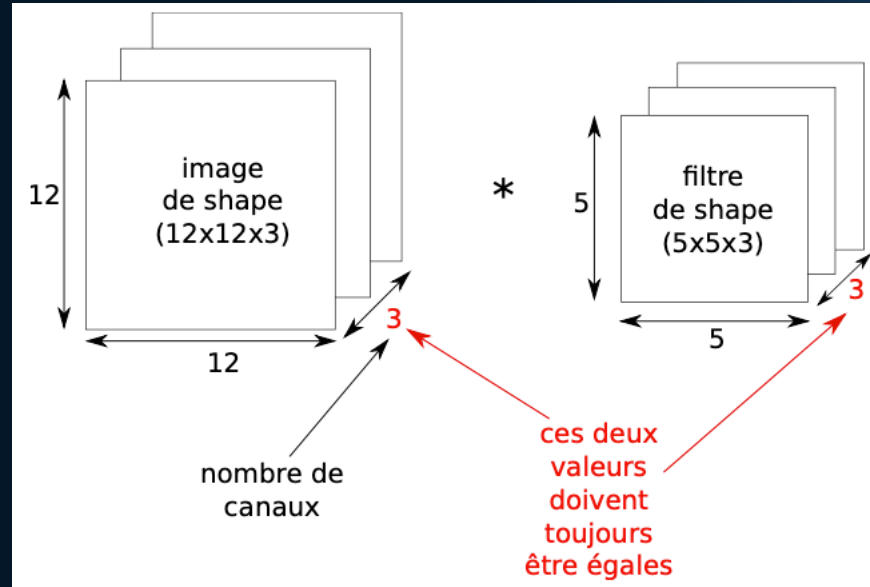 image
de shape
(12x12x3)
12
12
3
*
filtre
de shape
(5x5x3)
5
5
3
nombre de
canaux
ces deux
valeurs
doivent
toujours
être égales